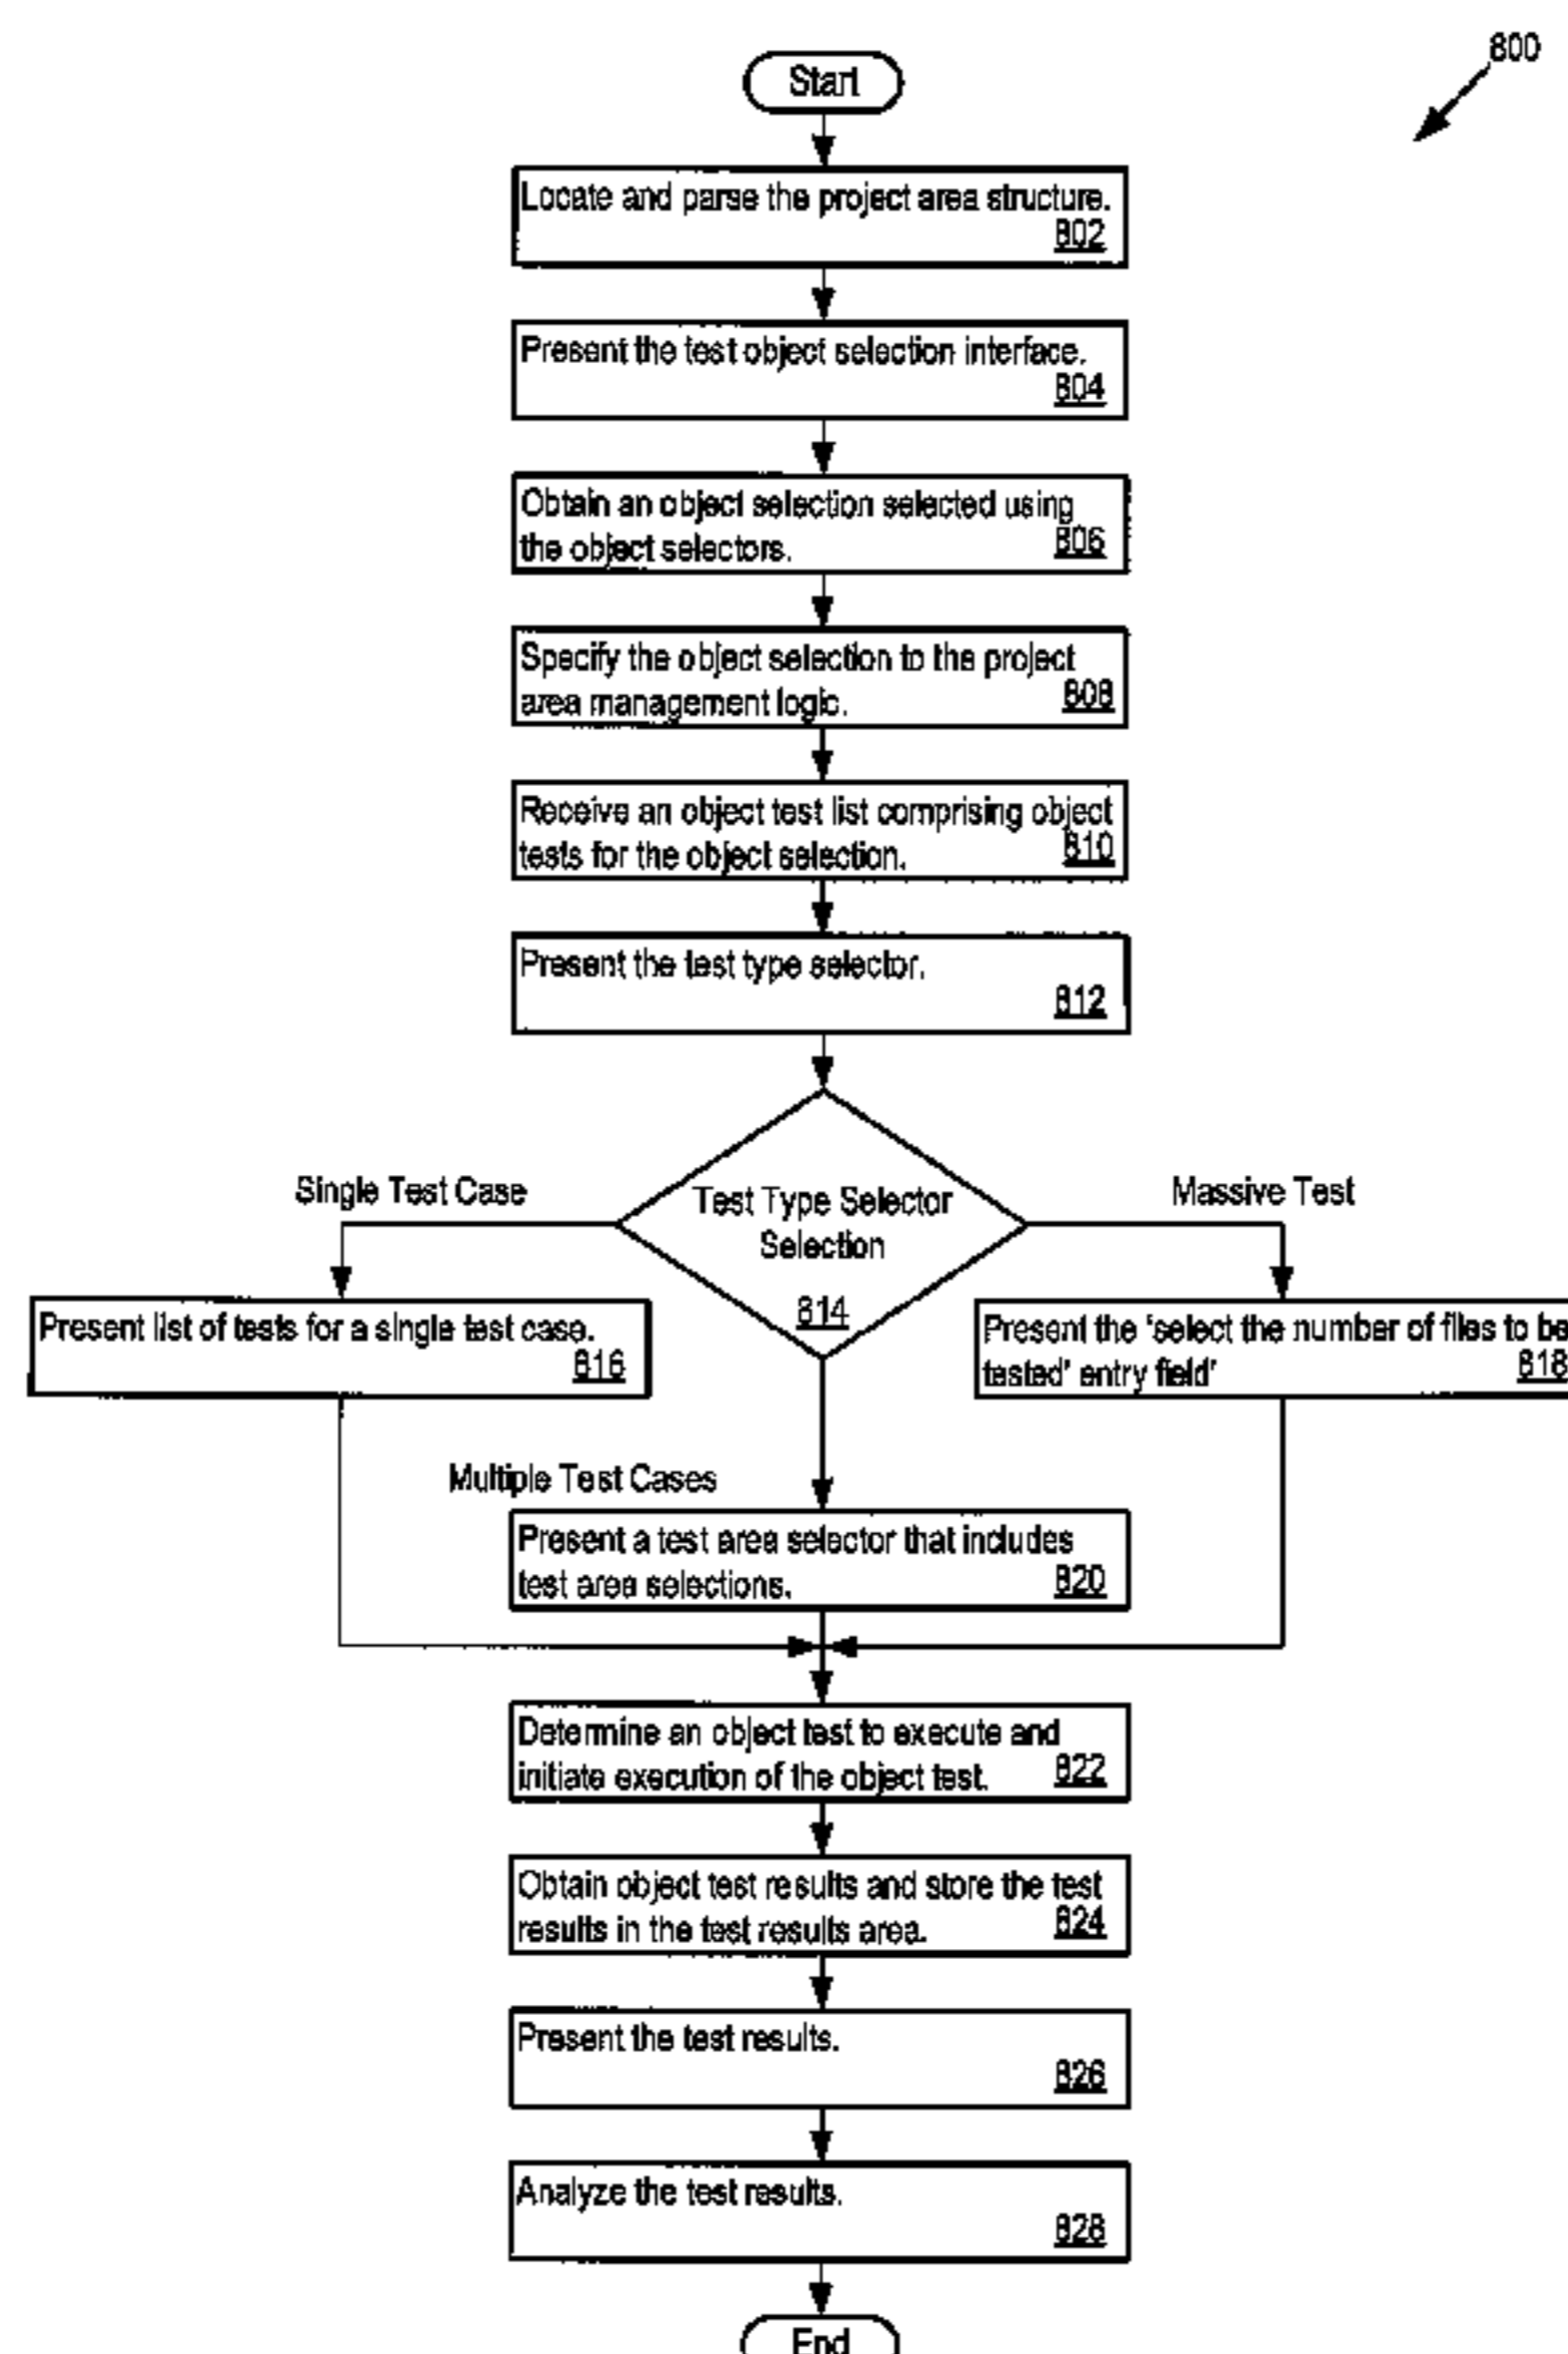 800
Start
Locate and parse the project area structure.
802
Present the test object selection interface.
804
Obtain an object selection selected using
the object selectors.
806
Specify the object selection to the project
area management logic.
808
Receive an object test list comprising object
tests for the object selection.
810
Present the test type selector.
812
Single Test Case
Massive Test
Test Type Selector
Selection
814
Present list of tests for a single test case.
816
Present the 'select the number of files to be
tested' entry field'
818
Multiple Test Cases
Present a test area selector that includes
test area selections.
820
Determine an object test to execute and
initiate execution of the object test.
822
Obtain object test results and store the test
results in the test results area.
824
Present the test results.
826
Analyze the test results.
828
End